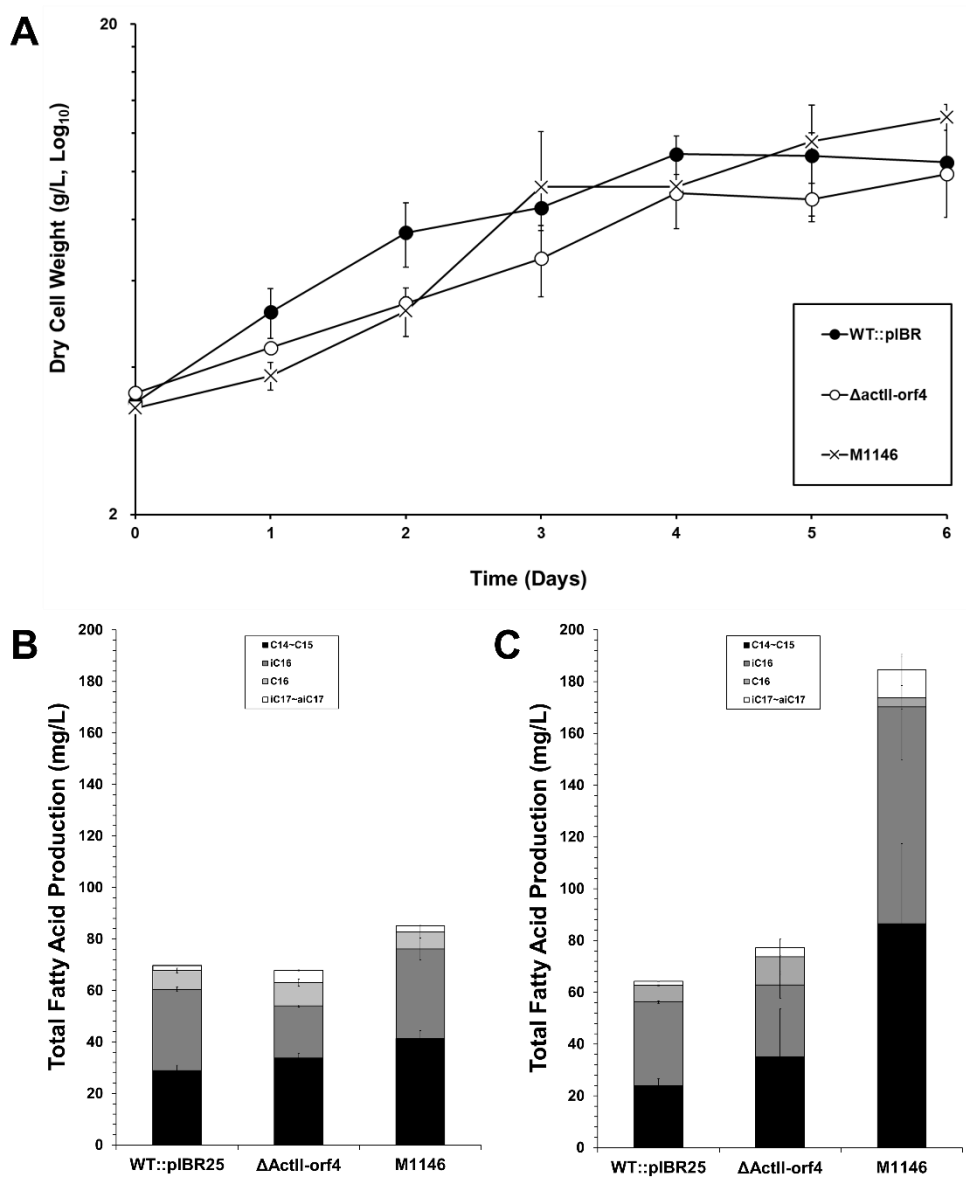 A
Dry Cell Weight (g/L, Log₁₀)
20
2
0 1 2 3 4 5 6
Time (Days)
WT::pIBR
ΔactII-orf4
M1146
B
Total Fatty Acid Production (mg/L)
200
180
160
140
120
100
80
60
40
20
0
C14~C15
iC16
C16
iC17~aiC17
WT::pIBR25 ΔActII-orf4 M1146
C
Total Fatty Acid Production (mg/L)
200
180
160
140
120
100
80
60
40
20
0
C14~C15
iC16
C16
iC17~aiC17
WT::pIBR25 ΔActII-orf4 M1146